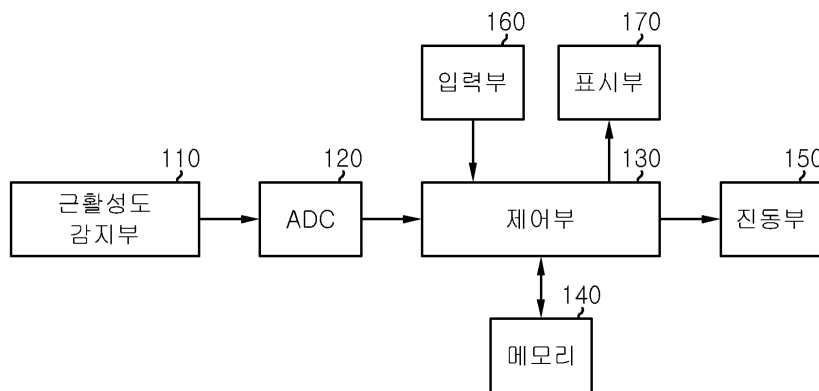 160
입력부
170
표시부
110
근활성도
감지부
120
ADC
130
제어부
150
진동부
140
메모리